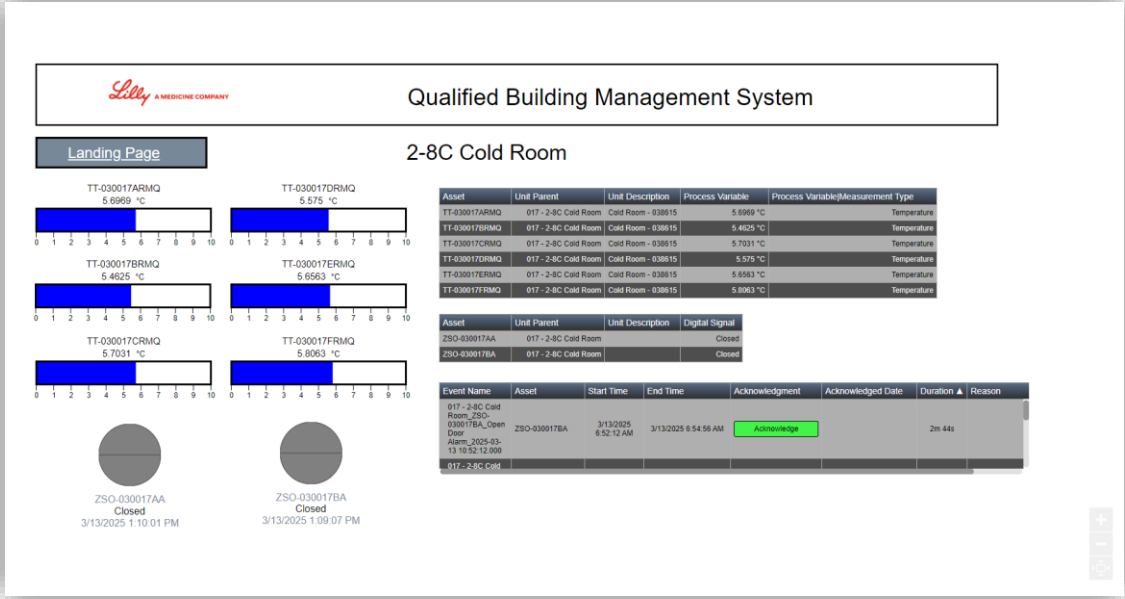 Lilly A MEDICINE COMPANY
Qualified Building Management System
Landing Page
2-8C Cold Room
TT-030017ARMQ
5.6969 °C
0 1 2 3 4 5 6 7 8 9 10
TT-030017DRMQ
5.575 °C
0 1 2 3 4 5 6 7 8 9 10
TT-030017BRMQ
5.4625 °C
0 1 2 3 4 5 6 7 8 9 10
TT-030017ERMQ
5.6563 °C
0 1 2 3 4 5 6 7 8 9 10
TT-030017CRMQ
5.7031 °C
0 1 2 3 4 5 6 7 8 9 10
TT-030017FRMQ
5.8063 °C
0 1 2 3 4 5 6 7 8 9 10
ZSO-030017AA
Closed
3/13/2025 1:10:01 PM
ZSO-030017BA
Closed
3/13/2025 1:09:07 PM
Asset Unit Parent Unit Description Process Variable Process Variable|Measurement Type
TT-030017ARMQ 017 - 2-8C Cold Room Cold Room - 038615 5.6969 °C Temperature
TT-030017BRMQ 017 - 2-8C Cold Room Cold Room - 038615 5.4625 °C Temperature
TT-030017CRMQ 017 - 2-8C Cold Room Cold Room - 038615 5.7031 °C Temperature
TT-030017DRMQ 017 - 2-8C Cold Room Cold Room - 038615 5.575 °C Temperature
TT-030017ERMQ 017 - 2-8C Cold Room Cold Room - 038615 5.6563 °C Temperature
TT-030017FRMQ 017 - 2-8C Cold Room Cold Room - 038615 5.8063 °C Temperature
Asset Unit Parent Unit Description Digital Signal
ZSO-030017AA 017 - 2-8C Cold Room Closed
ZSO-030017BA 017 - 2-8C Cold Room Closed
Event Name Asset Start Time End Time Acknowledgment Acknowledged Date Duration ▲ Reason
017 - 2-8C Cold
Room_ZSO-
030017BA_Open
Door
Alarm_2025-03-
13 10:52:12.000
ZSO-030017BA
3/13/2025
6:52:12 AM
3/13/2025 6:54:56 AM
Acknowledge
2m 44s
017 - 2-8C Cold